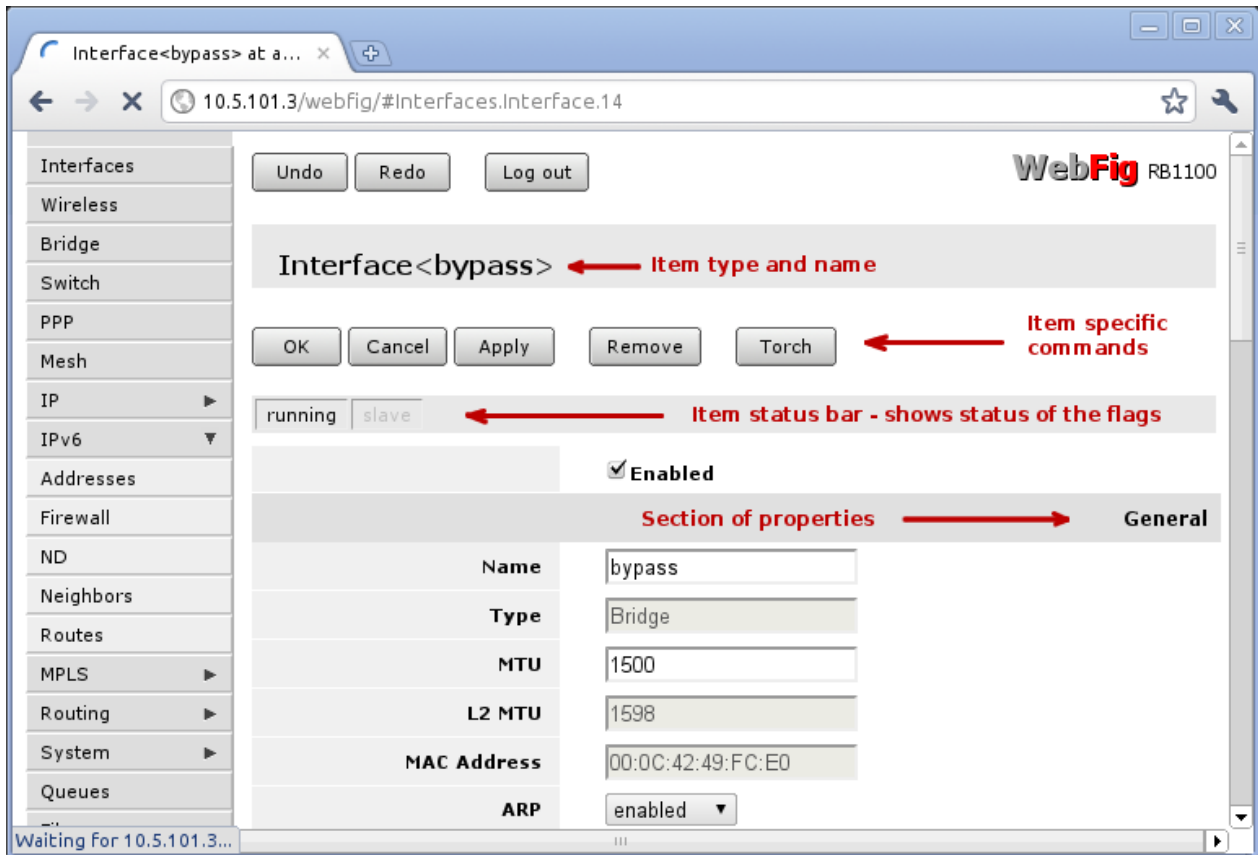 Interface<bypass> at a...
10.5.101.3/webfig/#Interfaces.Interface.14
Interfaces
Wireless
Bridge
Switch
PPP
Mesh
IP
IPv6
Addresses
Firewall
ND
Neighbors
Routes
MPLS
Routing
System
Queues
Undo Redo Log out
WebFig RB1100
Interface<bypass> Item type and name
OK Cancel Apply Remove Torch
Item specific
commands
running slave Item status bar - shows status of the flags
Enabled
Section of properties General
Name bypass
Type Bridge
MTU 1500
L2 MTU 1598
MAC Address 00:0C:42:49:FC:E0
ARP enabled
Waiting for 10.5.101.3...